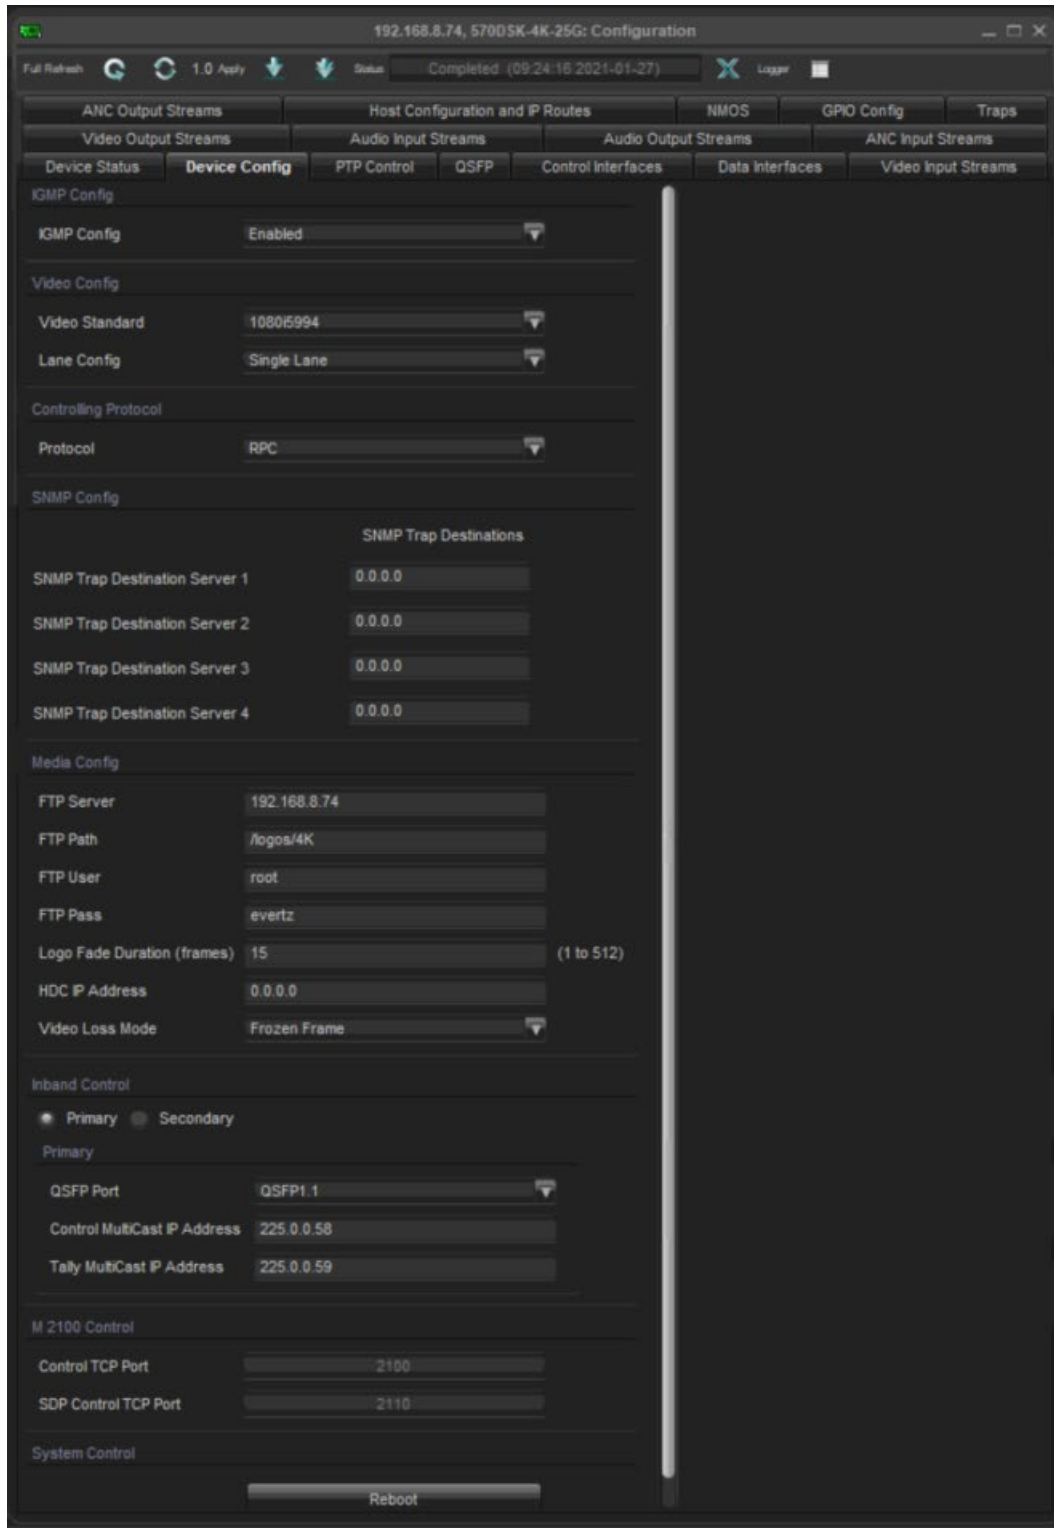 192.168.8.74, 570DSK-4K-25G: Configuration
Full Refresh 1.0 Apply Status Completed (09:24:16 2021-01-27) Logger
ANC Output Streams Host Configuration and IP Routes NMOS GPIO Config Traps
Video Output Streams Audio Input Streams Audio Output Streams ANC Input Streams
Device Status Device Config PTP Control QSFP Control Interfaces Data Interfaces Video Input Streams
IGMP Config
IGMP Config Enabled
Video Config
Video Standard 1080i5994
Lane Config Single Lane
Controlling Protocol
Protocol RPC
SNMP Config
SNMP Trap Destinations
SNMP Trap Destination Server 1 0.0.0.0
SNMP Trap Destination Server 2 0.0.0.0
SNMP Trap Destination Server 3 0.0.0.0
SNMP Trap Destination Server 4 0.0.0.0
Media Config
FTP Server 192.168.8.74
FTP Path /logos/4K
FTP User root
FTP Pass evertz
Logo Fade Duration (frames) 15 (1 to 512)
HDC IP Address 0.0.0.0
Video Loss Mode Frozen Frame
Inband Control
Primary Secondary
Primary
QSFP Port QSFP1.1
Control MultiCast IP Address 225.0.0.58
Tally MultiCast IP Address 225.0.0.59
M 2100 Control
Control TCP Port 2100
SDP Control TCP Port 2110
System Control
Reboot